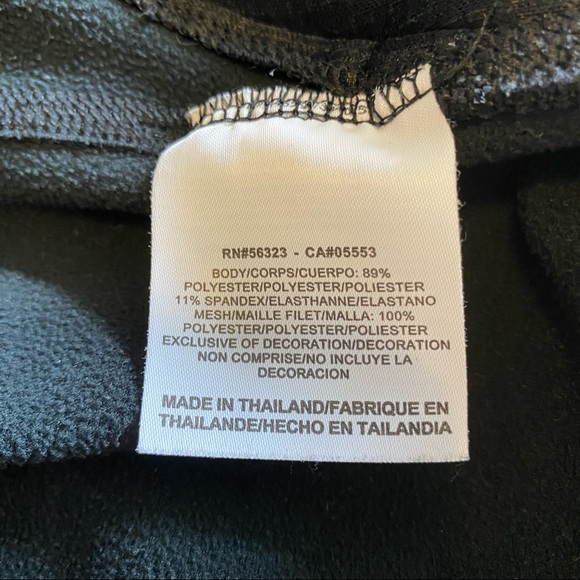 RN#56323 - CA#05553
BODY/CORPS/CUERPO: 89%
POLYESTER/POLYESTER/POLIESTER
11% SPANDEX/ELASTHANNE/ELASTANO
MESH/MAILLE FILET/MALLA: 100%
POLYESTER/POLYESTER/POLIESTER
EXCLUSIVE OF DECORATION/DECORATION
NON COMPRISE/NO INCLUYE LA
DECORACION
MADE IN THAILAND/FABRIQUE EN
THAILANDE/HECHO EN TAILANDIA